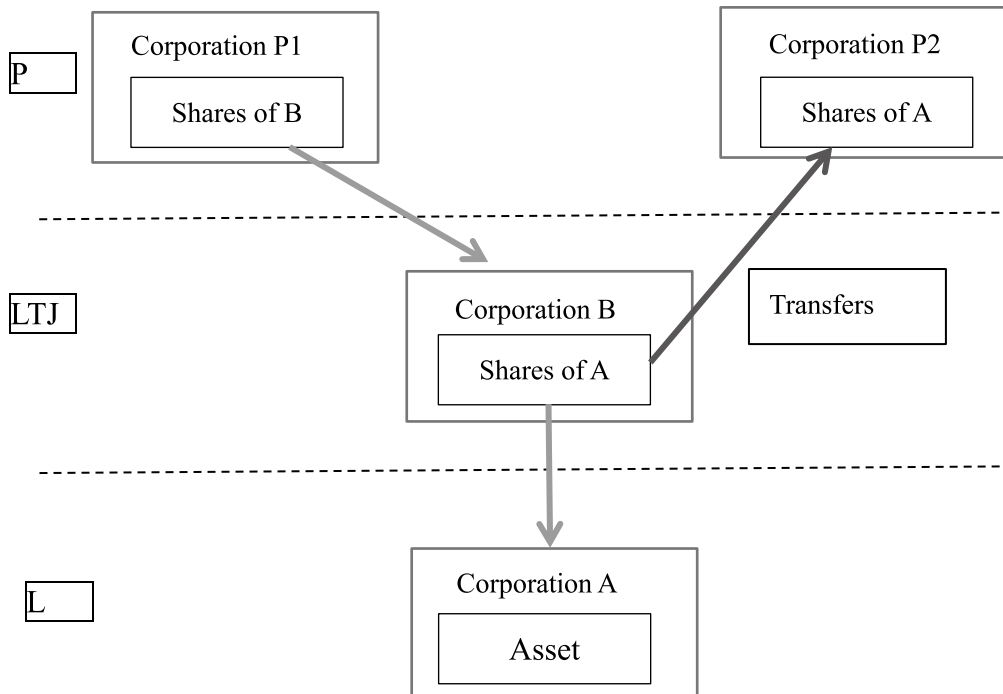 Corporation P1
Corporation P2
P
Shares of B
Shares of A
LTJ
Corporation B
Transfers
Shares of A
L
Corporation A
Asset